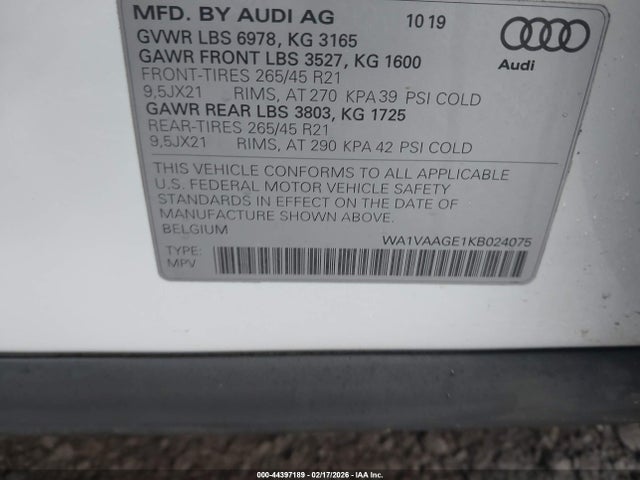 MFD. BY AUDI AG 10 19
GVWR LBS 6978, KG 3165
GAWR FRONT LBS 3527, KG 1600
Audi
FRONT-TIRES 265/45 R21
9,5JX21 RIMS, AT 270 KPA 39 PSI COLD
GAWR REAR LBS 3803, KG 1725
REAR-TIRES 265/45 R21
9,5JX21 RIMS, AT 290 KPA 42 PSI COLD
THIS VEHICLE CONFORMS TO ALL APPLICABLE
U.S. FEDERAL MOTOR VEHICLE SAFETY
STANDARDS IN EFFECT ON THE DATE OF
MANUFACTURE SHOWN ABOVE.
BELGIUM
WA1VAAGE1KB024075
TYPE:
MPV
000-44397189 - 02/17/2026 - IAA Inc.